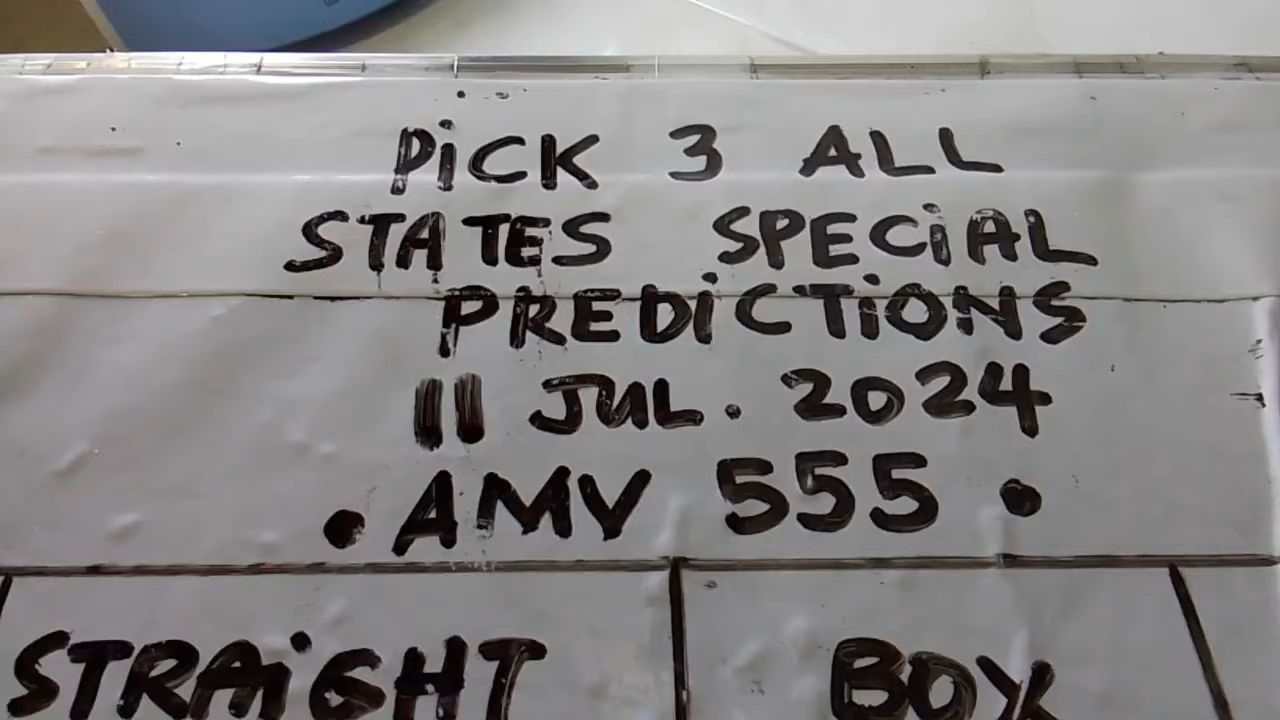 PiCK 3 ALL
STATES SPECiAL
PREDiCTiONS
11 JUL. 2024
• AMV 555 •
STRAiGHT BOX